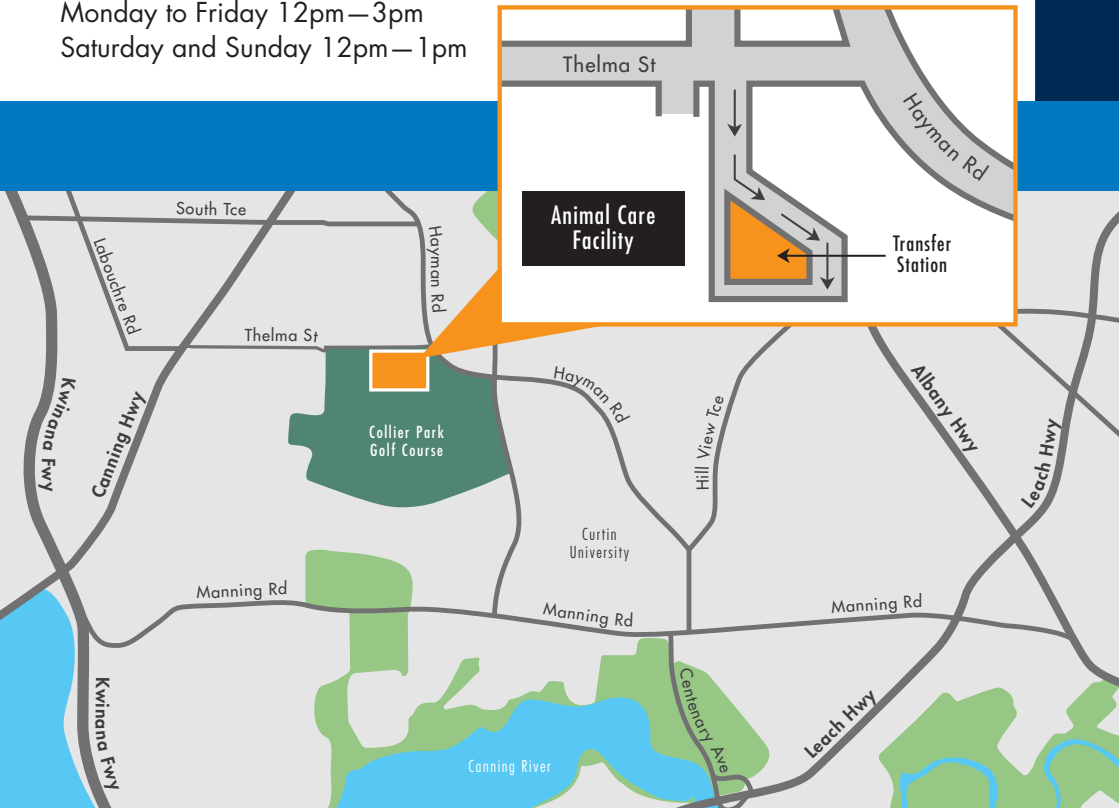 Monday to Friday 12pm—3pm
Saturday and Sunday 12pm—1pm
Thelma St
Hayman Rd
Animal Care
Facility
Transfer
Station
South Tce
Labouchre Rd
Hayman Rd
Thelma St
Kwinana Fwy
Canning Hwy
Collier Park
Golf Course
Hayman Rd
Hill View Tce
Albany Hwy
Leach Hwy
Curtin
University
Manning Rd
Manning Rd
Manning Rd
Kwinana Fwy
Centenary Ave
Leach Hwy
Canning River